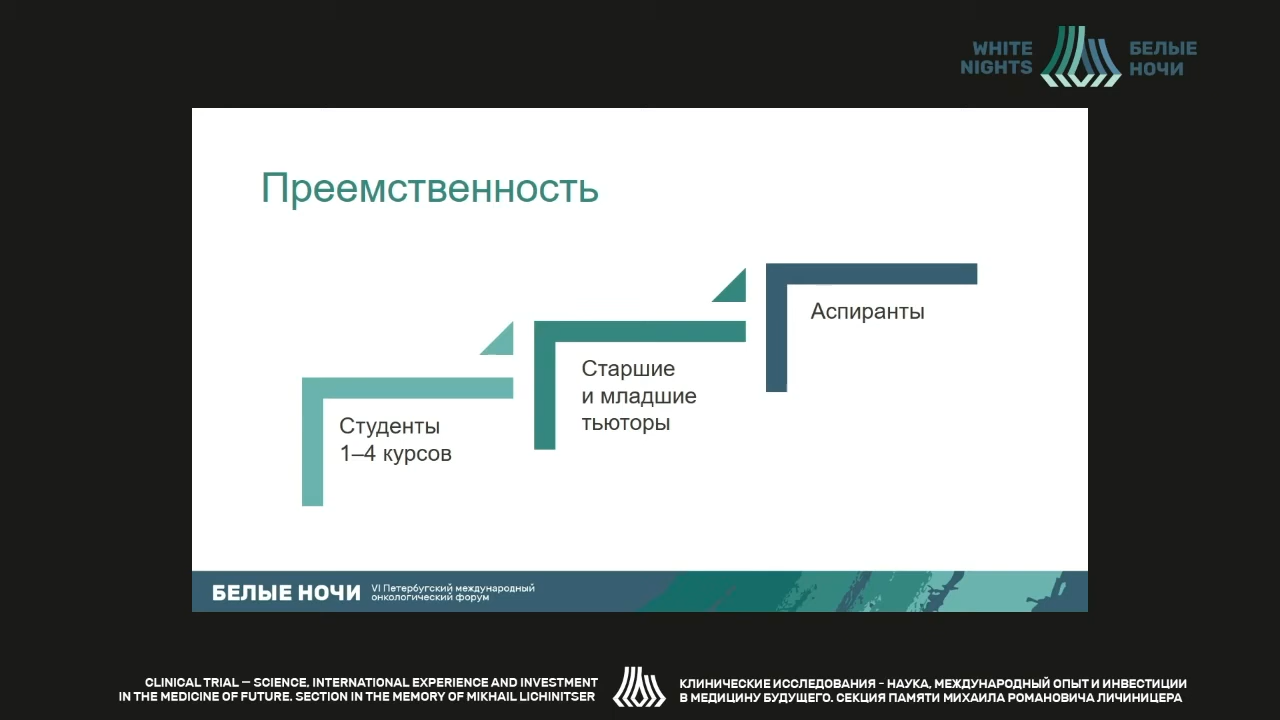 WHITE
NIGHTS
БЕЛЫЕ
НОЧИ
Преемственность
Студенты
1–4 курсов
Старшие
и младшие
тьюторы
Аспиранты
БЕЛЫЕ НОЧИ
VI Петербугский международный
онкологический форум
CLINICAL TRIAL – SCIENCE, INTERNATIONAL EXPERIENCE AND INVESTMENT
IN THE MEDICINE OF FUTURE. SECTION IN THE MEMORY OF MIKHAIL LICHINITSER
КЛИНИЧЕСКИЕ ИССЛЕДОВАНИЯ - НАУКА, МЕЖДУНАРОДНЫЙ ОПЫТ И ИНВЕСТИЦИИ
В МЕДИЦИНУ БУДУЩЕГО. СЕКЦИЯ ПАМЯТИ МИХАИЛА РОМАНОВИЧА ЛИЧИНИЦЕРА